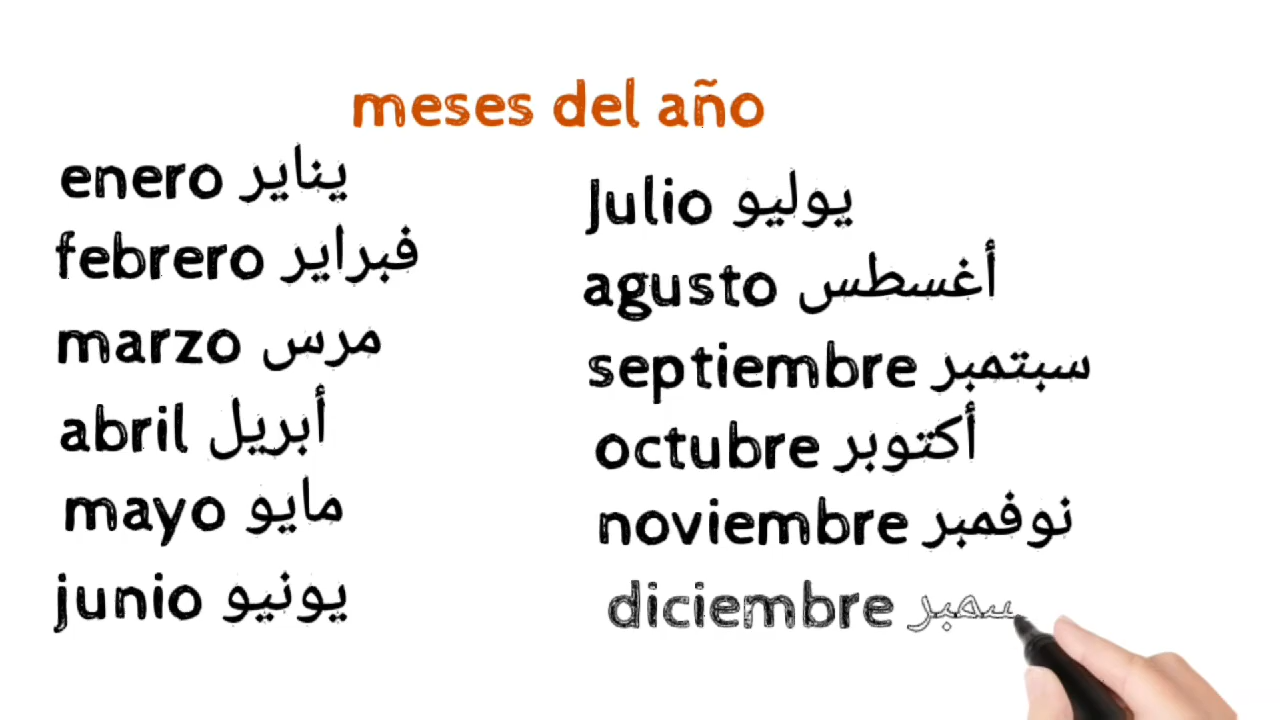 meses del año
enero يناير
febrero فبراير
marzo مرس
abril أبريل
mayo مايو
junio يونيو
Julio يوليو
agusto أغسطس
septiembre سبتمبر
octubre أكتوبر
noviembre نوفمبر
diciembre